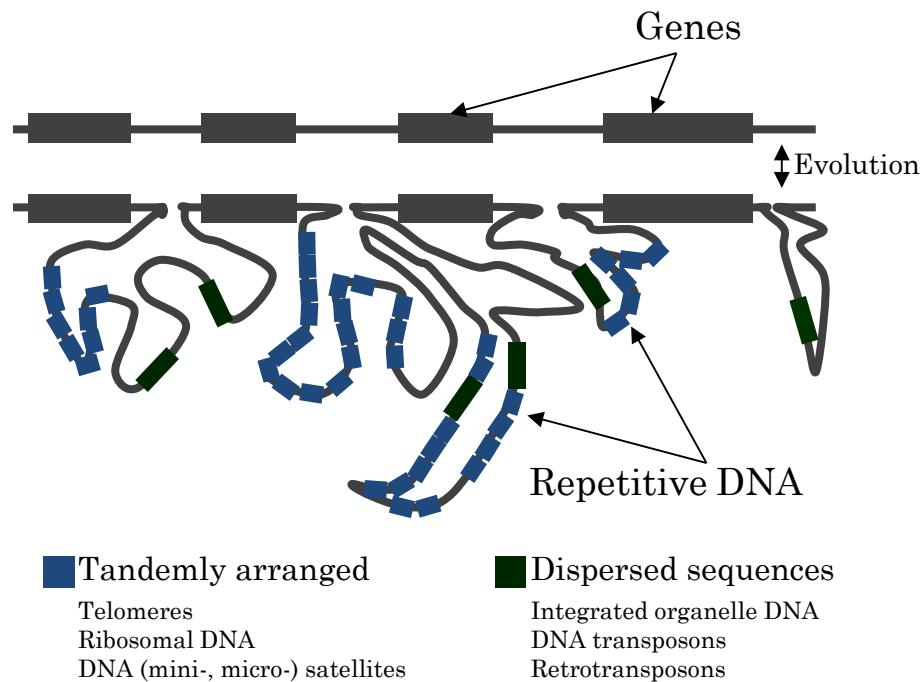 Genes
Evolution
Repetitive DNA
Tandemly arranged
Telomeres
Ribosomal DNA
DNA (mini-, micro-) satellites
Dispersed sequences
Integrated organelle DNA
DNA transposons
Retrotransposons